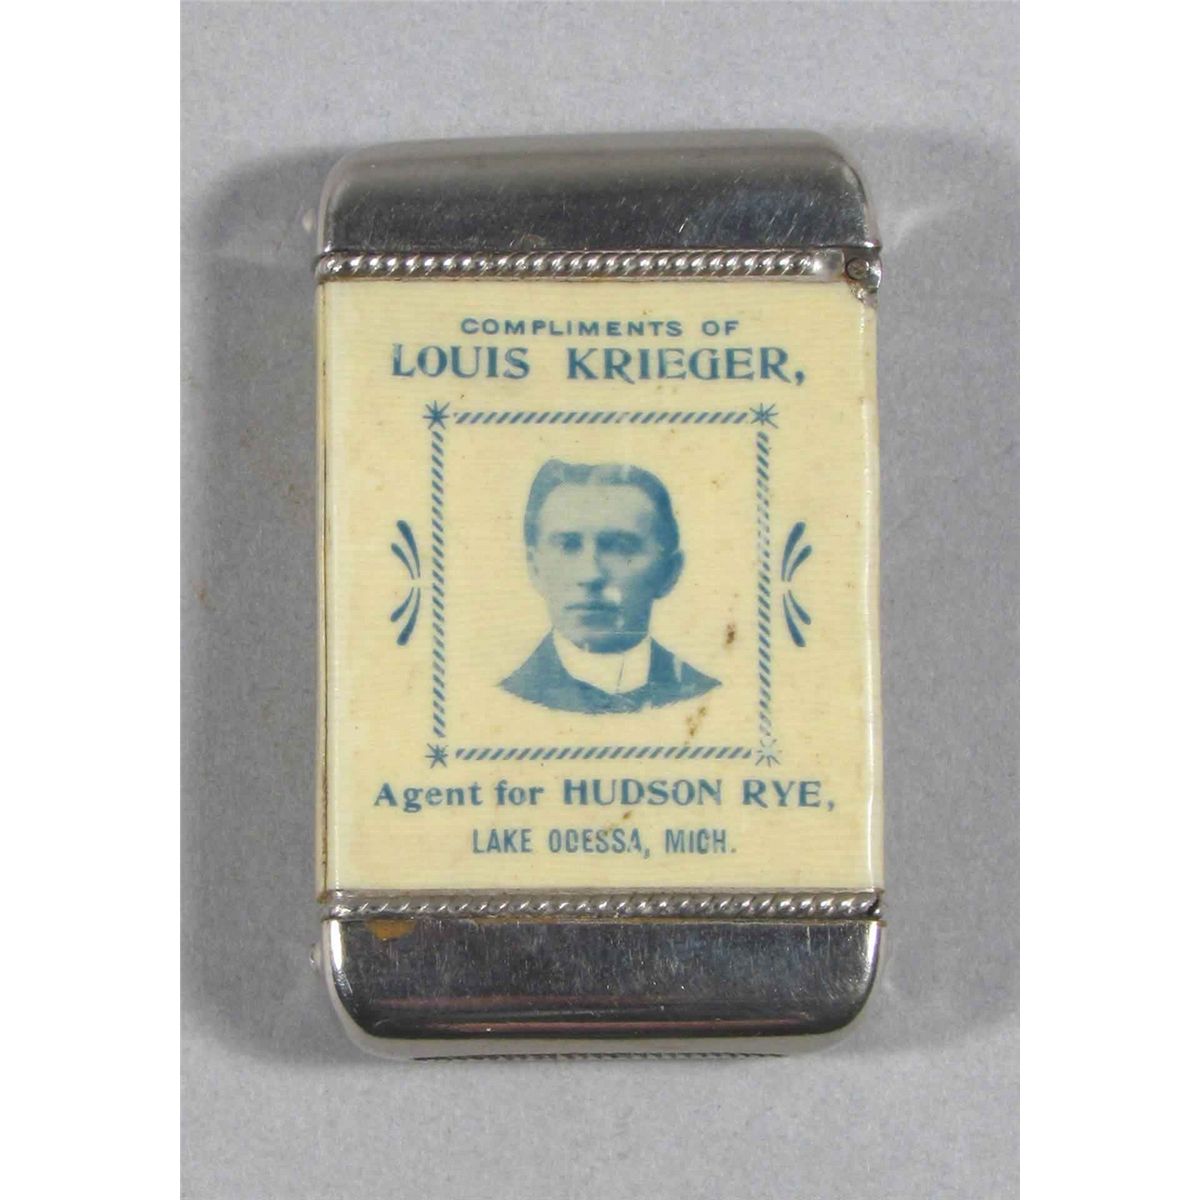 COMPLIMENTS OF
LOUIS KRIEGER,
Agent for HUDSON RYE,
LAKE ODESSA, MICH.